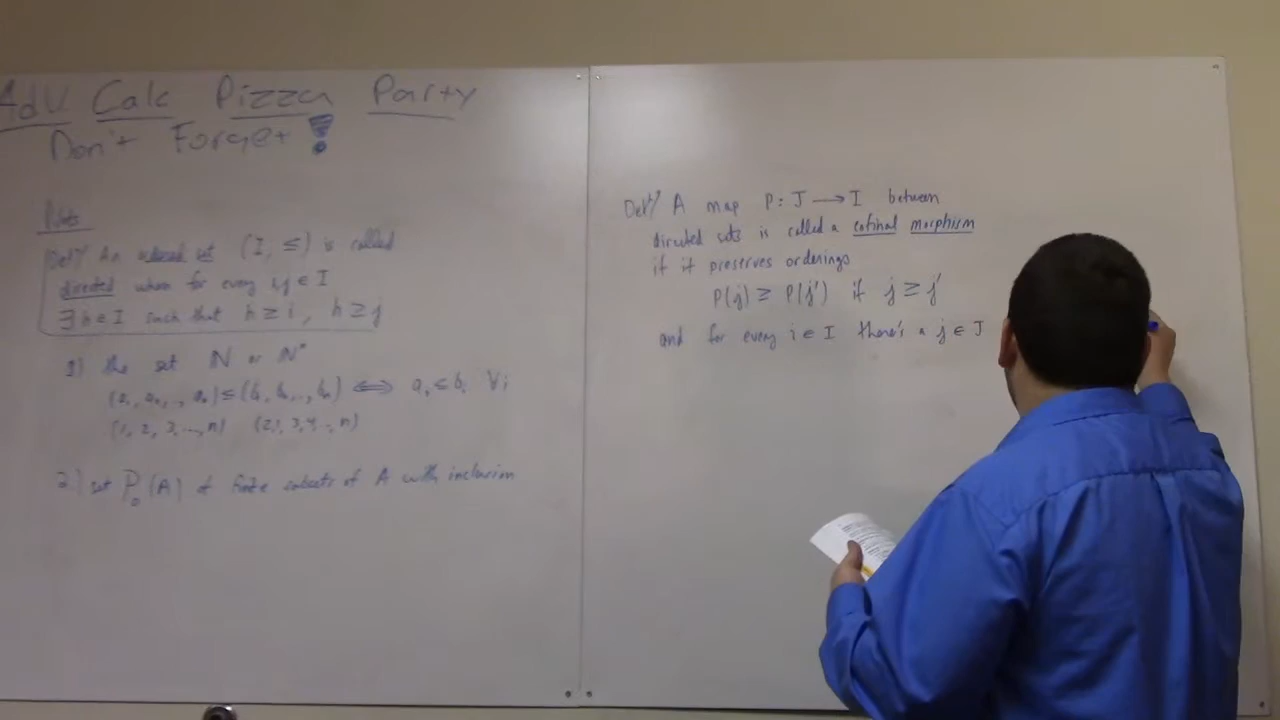 Adv Calc Pizza Party
Don't Forget!
Nets
Def'n An ordered set (I, ≤) is called
directed when for every i,j ∈ I
∃ h ∈ I such that h ≥ i, h ≥ j
1) the set ℕ or ℕⁿ
(a₁, a₂, .., aₙ) ≤ (b₁, b₂, .., bₙ) ⟺ aᵢ ≤ bᵢ ∀i
(1, 2, 3, ..., n) (2, 1, 3, 4, .., n)
2) set P₀(A) of finite subsets of A with inclusion
Def'n A map P: J → I between
directed sets is called a cofinal morphism
if it preserves orderings
P(j) ≥ P(j') if j ≥ j'
and for every i ∈ I there's a j ∈ J